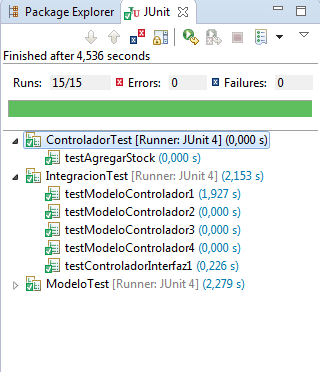 Package Explorer JUnit
Finished after 4,536 seconds
Runs: 15/15 Errors: 0 Failures: 0
ControladorTest [Runner: JUnit 4] (0,000 s)
testAgregarStock (0,000 s)
IntegracionTest [Runner: JUnit 4] (2,153 s)
testModeloControlador1 (1,927 s)
testModeloControlador2 (0,000 s)
testModeloControlador3 (0,000 s)
testModeloControlador4 (0,000 s)
testControladorInterfaz1 (0,226 s)
ModeloTest [Runner: JUnit 4] (2,279 s)